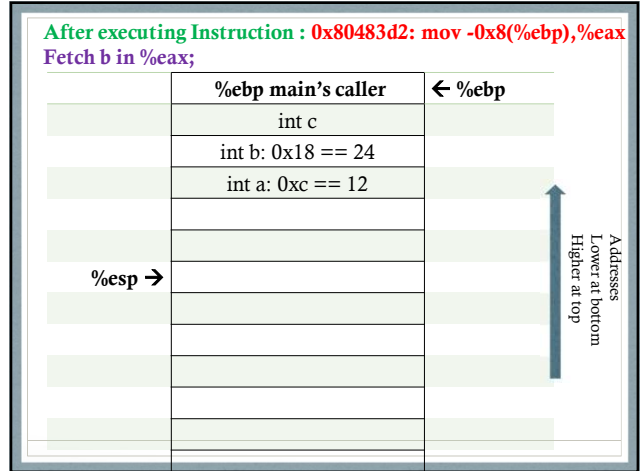 After executing Instruction : 0x80483d2: mov -0x8(%ebp),%eax
Fetch b in %eax;
%ebp main's caller ← %ebp
int c
int b: 0x18 == 24
int a: 0xc == 12
%esp →
Addresses
Lower at bottom
Higher at top